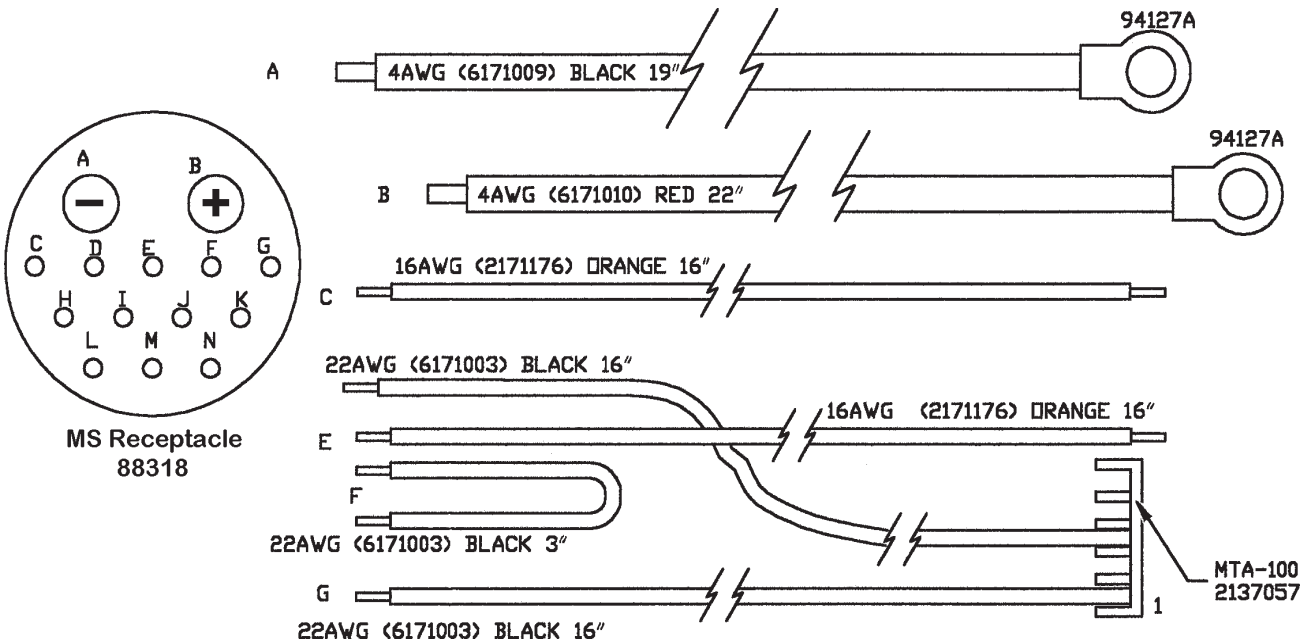 94127A
A
4AWG (6171009) BLACK 19"
94127A
B
4AWG (6171010) RED 22"
A
B
−
+
C D E F G
H I J K
L M N
MS Receptacle
88318
16AWG (2171176) ORANGE 16"
C
22AWG (6171003) BLACK 16"
16AWG (2171176) ORANGE 16"
E
F
22AWG (6171003) BLACK 3"
MTA-100
2137057
G
1
22AWG (6171003) BLACK 16"